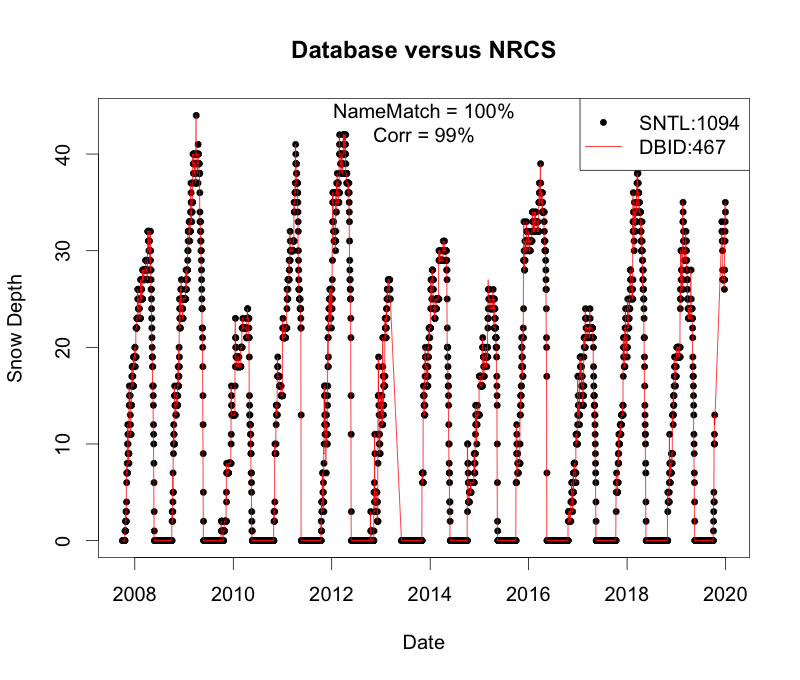 Database versus NRCS
NameMatch = 100%
Corr = 99%
SNTL:1094
DBID:467
Snow Depth
40
30
20
10
0
2008 2010 2012 2014 2016 2018 2020
Date